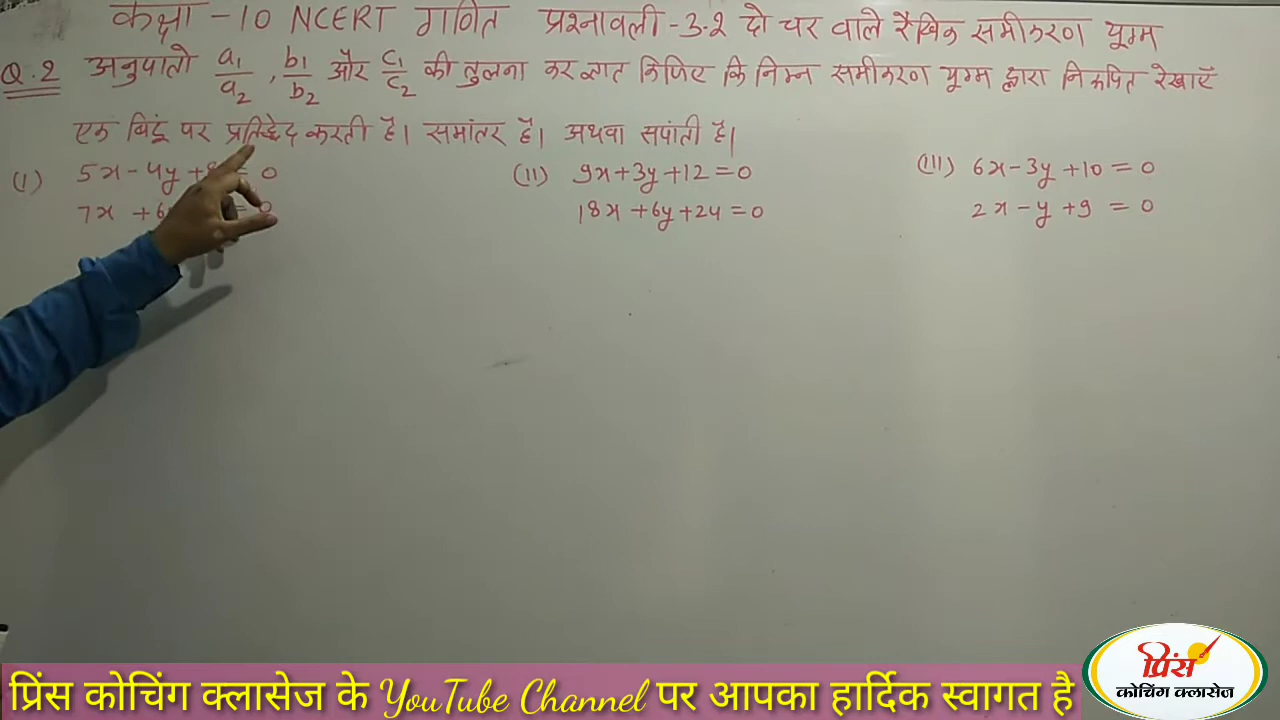 कक्षा - 10 NCERT गणित प्रश्नावली - 3.2 दो चर वाले रैखिक समीकरण यूग्म
Q.2 अनुपातो a₁/a₂ , b₁/b₂ और c₁/c₂ की तुलना कर ज्ञात किजिए कि निम्न समीकरण यूग्म द्वारा निरूपित रेखाएँ
एक बिंदू पर प्रतिछेद करती है। समांतर है। अथवा सपांती है।
(I) 5x - 4y + = 0
7x + 6 = 0
(II) 9x + 3y + 12 = 0
18x + 6y + 24 = 0
(III) 6x - 3y + 10 = 0
2x - y + 9 = 0
प्रिंस कोचिंग क्लासेज के YouTube Channel पर आपका हार्दिक स्वागत है
प्रिंस
कोचिंग क्लासेज